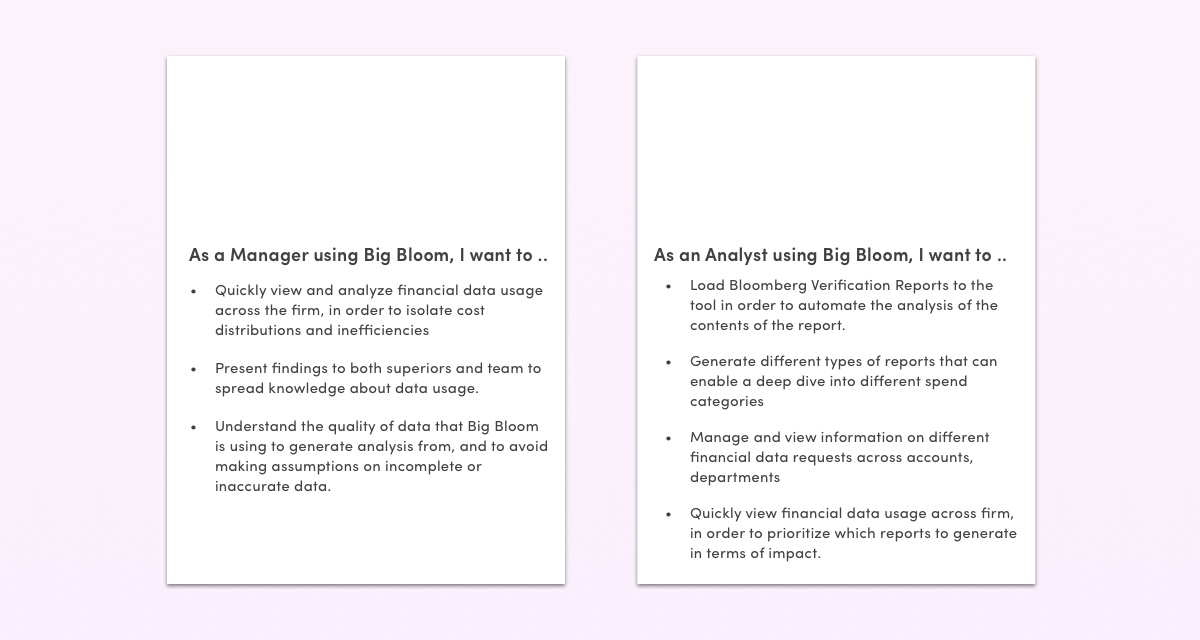 As a Manager using Big Bloom, I want to ..
• Quickly view and analyze financial data usage
across the firm, in order to isolate cost
distributions and inefficiencies
• Present findings to both superiors and team to
spread knowledge about data usage.
• Understand the quality of data that Big Bloom
is using to generate analysis from, and to avoid
making assumptions on incomplete or
inaccurate data.
As an Analyst using Big Bloom, I want to ..
• Load Bloomberg Verification Reports to the
tool in order to automate the analysis of the
contents of the report.
• Generate different types of reports that can
enable a deep dive into different spend
categories
• Manage and view information on different
financial data requests across accounts,
departments
• Quickly view financial data usage across firm,
in order to prioritize which reports to generate
in terms of impact.